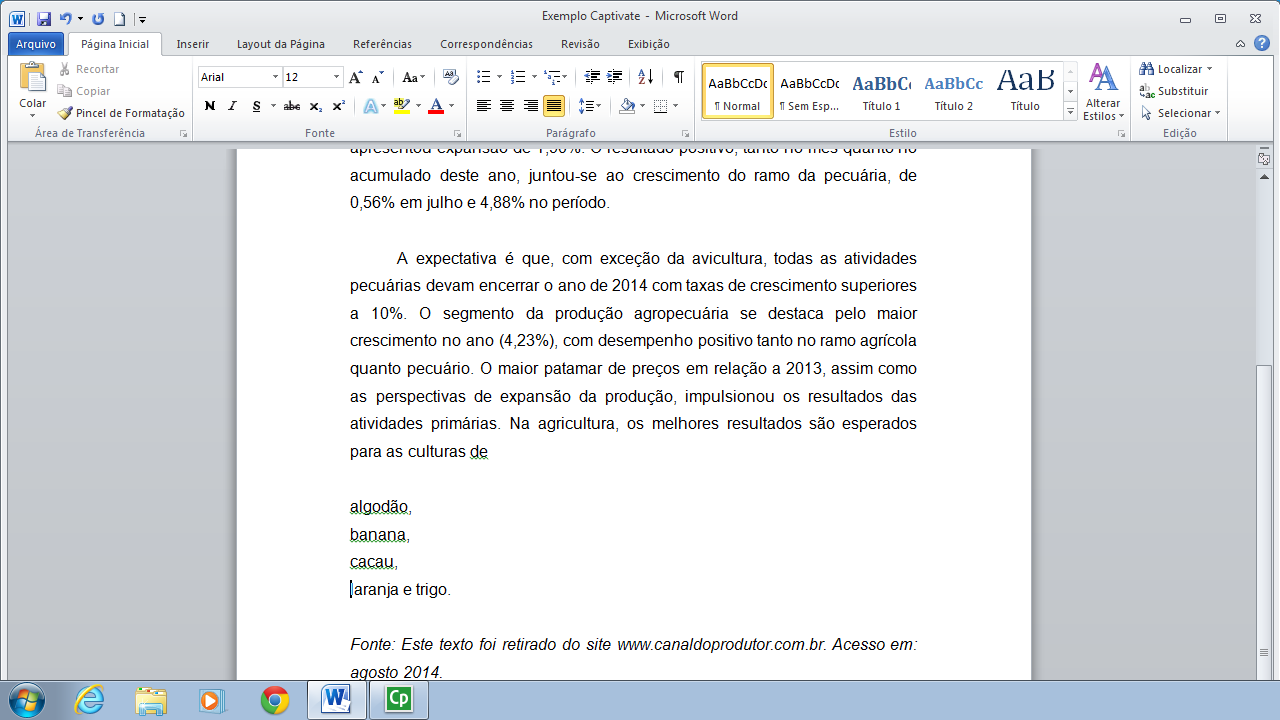 Exemplo Captivate - Microsoft Word
Arquivo Página Inicial Inserir Layout da Página Referências Correspondências Revisão Exibição
Colar
Recortar
Copiar
Pincel de Formatação
Área de Transferência
Arial 12
Fonte
Parágrafo
AaBbCcDc AaBbCcDc AaBbCc AaBbCc AaB
¶ Normal ¶ Sem Esp... Título 1 Título 2 Título
Alterar Estilos
Estilo
Localizar
Substituir
Selecionar
Edição
acumulado deste ano, juntou-se ao crescimento do ramo da pecuária, de
0,56% em julho e 4,88% no período.
A expectativa é que, com exceção da avicultura, todas as atividades
pecuárias devam encerrar o ano de 2014 com taxas de crescimento superiores
a 10%. O segmento da produção agropecuária se destaca pelo maior
crescimento no ano (4,23%), com desempenho positivo tanto no ramo agrícola
quanto pecuário. O maior patamar de preços em relação a 2013, assim como
as perspectivas de expansão da produção, impulsionou os resultados das
atividades primárias. Na agricultura, os melhores resultados são esperados
para as culturas de
algodão,
banana,
cacau,
laranja e trigo.
Fonte: Este texto foi retirado do site www.canaldoprodutor.com.br. Acesso em:
agosto 2014.